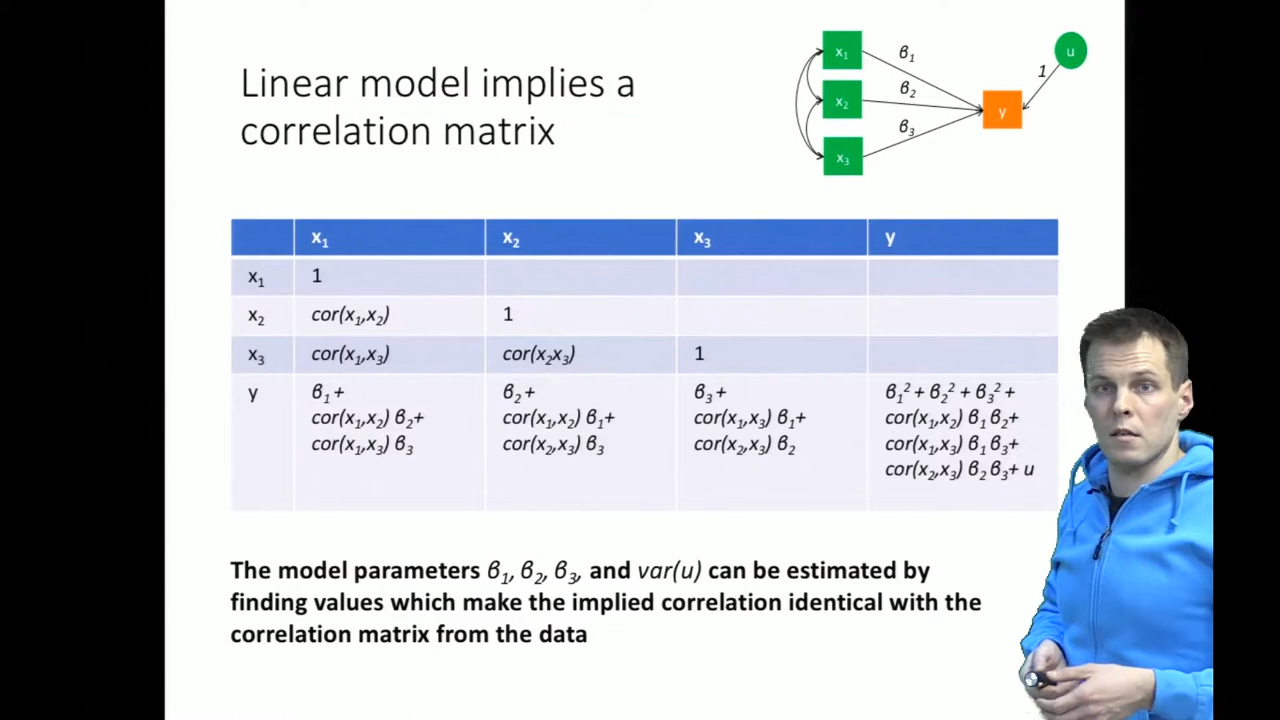 Linear model implies a
correlation matrix
x₁
x₂
x₃
β₁
β₂
β₃
y
1
u
x₁ x₂ x₃ y
x₁ 1
x₂ cor(x₁,x₂) 1
x₃ cor(x₁,x₃) cor(x₂x₃) 1
y β₁ + β₂ + β₃ + β₁² + β₂² + β₃² +
cor(x₁,x₂) β₂+ cor(x₁,x₂) β₁+ cor(x₁,x₃) β₁+ cor(x₁,x₂) β₁ β₂+
cor(x₁,x₃) β₃ cor(x₂,x₃) β₃ cor(x₂,x₃) β₂ cor(x₁,x₃) β₁ β₃+
cor(x₂,x₃) β₂ β₃+ u
The model parameters β₁, β₂, β₃, and var(u) can be estimated by
finding values which make the implied correlation identical with the
correlation matrix from the data